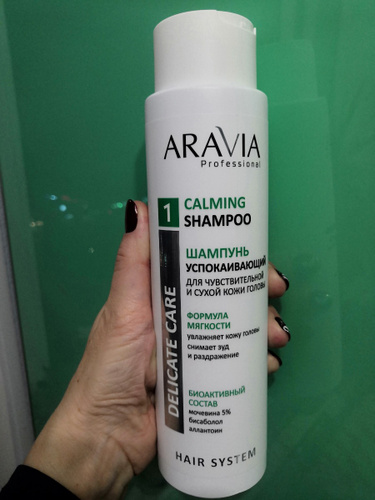 ARAVIA
Professional
1
CALMING
SHAMPOO
ШАМПУНЬ
УСПОКАИВАЮЩИЙ
ДЛЯ ЧУВСТВИТЕЛЬНОЙ
И СУХОЙ КОЖИ ГОЛОВЫ
DELICATE CARE
ФОРМУЛА
МЯГКОСТИ
увлажняет кожу головы
снимает зуд
и раздражение
БИОАКТИВНЫЙ
СОСТАВ
мочевина 5%
бисаболол
аллантоин
HAIR SYSTEM